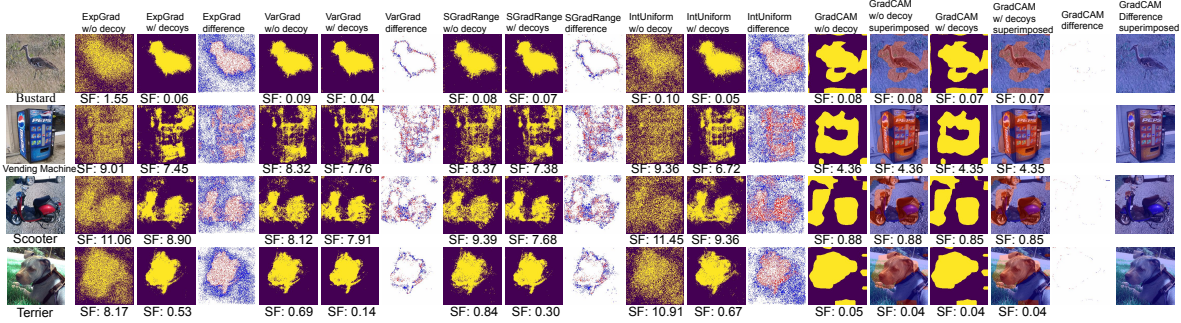 ExpGrad w/o decoy
ExpGrad w/ decoys
ExpGrad difference
VarGrad w/o decoy
VarGrad w/ decoys
VarGrad difference
SGradRange w/o decoy
SGradRange w/ decoys
SGradRange difference
IntUniform w/o decoy
IntUniform w/ decoys
IntUniform difference
GradCAM w/o decoy
GradCAM w/o decoy superimposed
GradCAM w/ decoys
GradCAM w/ decoys superimposed
GradCAM difference
GradCAM Difference superimposed
Bustard
SF: 1.55 SF: 0.06 SF: 0.09 SF: 0.04 SF: 0.08 SF: 0.07 SF: 0.10 SF: 0.05 SF: 0.08 SF: 0.08 SF: 0.07 SF: 0.07
PEPSI
Vending Machine
SF: 9.01 SF: 7.45 SF: 8.32 SF: 7.76 SF: 8.37 SF: 7.38 SF: 9.36 SF: 6.72 SF: 4.36 SF: 4.36 SF: 4.35 SF: 4.35
Scooter
SF: 11.06 SF: 8.90 SF: 8.12 SF: 7.91 SF: 9.39 SF: 7.68 SF: 11.45 SF: 9.36 SF: 0.88 SF: 0.88 SF: 0.85 SF: 0.85
Terrier
SF: 8.17 SF: 0.53 SF: 0.69 SF: 0.14 SF: 0.84 SF: 0.30 SF: 10.91 SF: 0.67 SF: 0.05 SF: 0.04 SF: 0.04 SF: 0.04